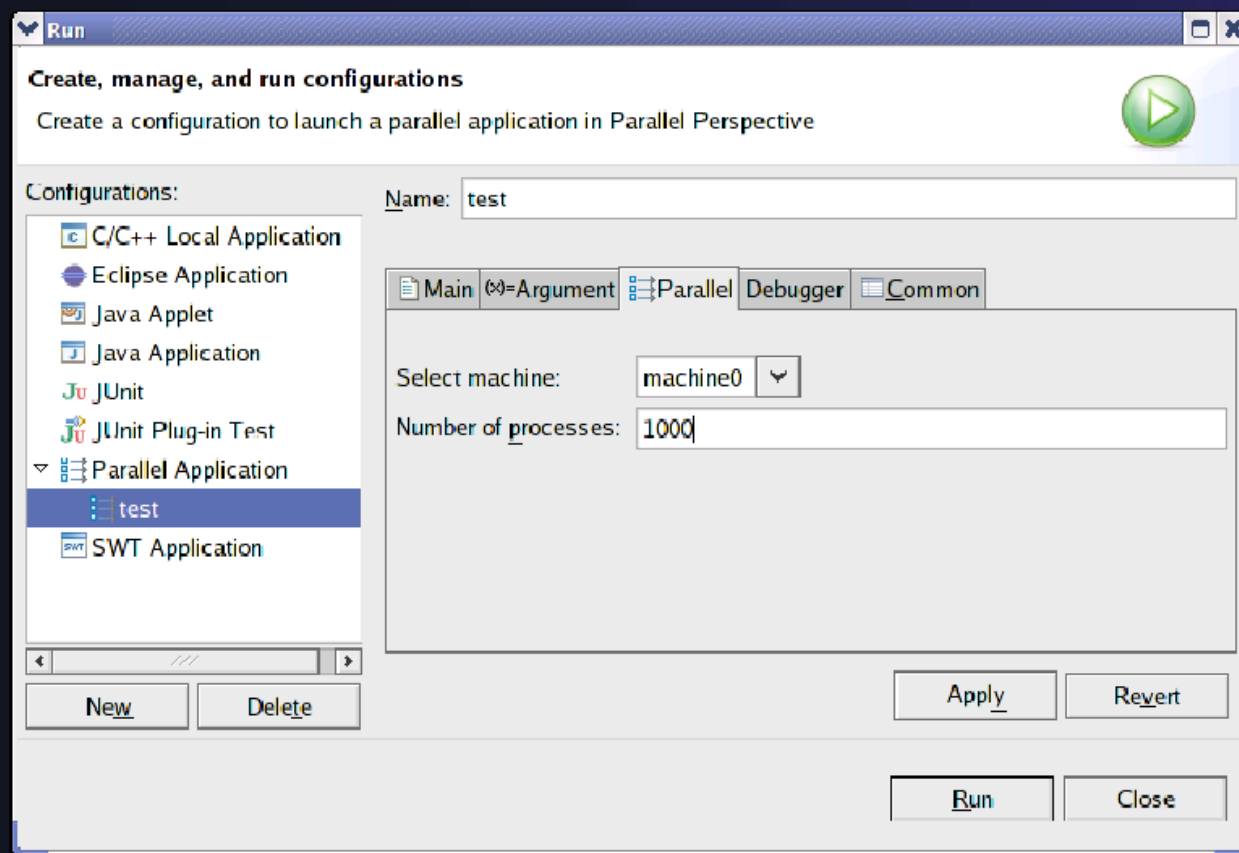 Run
Create, manage, and run configurations
Create a configuration to launch a parallel application in Parallel Perspective
Configurations:
C/C++ Local Application
Eclipse Application
Java Applet
Java Application
JUnit
JUnit Plug-in Test
Parallel Application
test
SWT Application
New
Delete
Name: test
Main (x)=Argument Parallel Debugger Common
Select machine: machine0
Number of processes: 1000
Apply
Revert
Run
Close